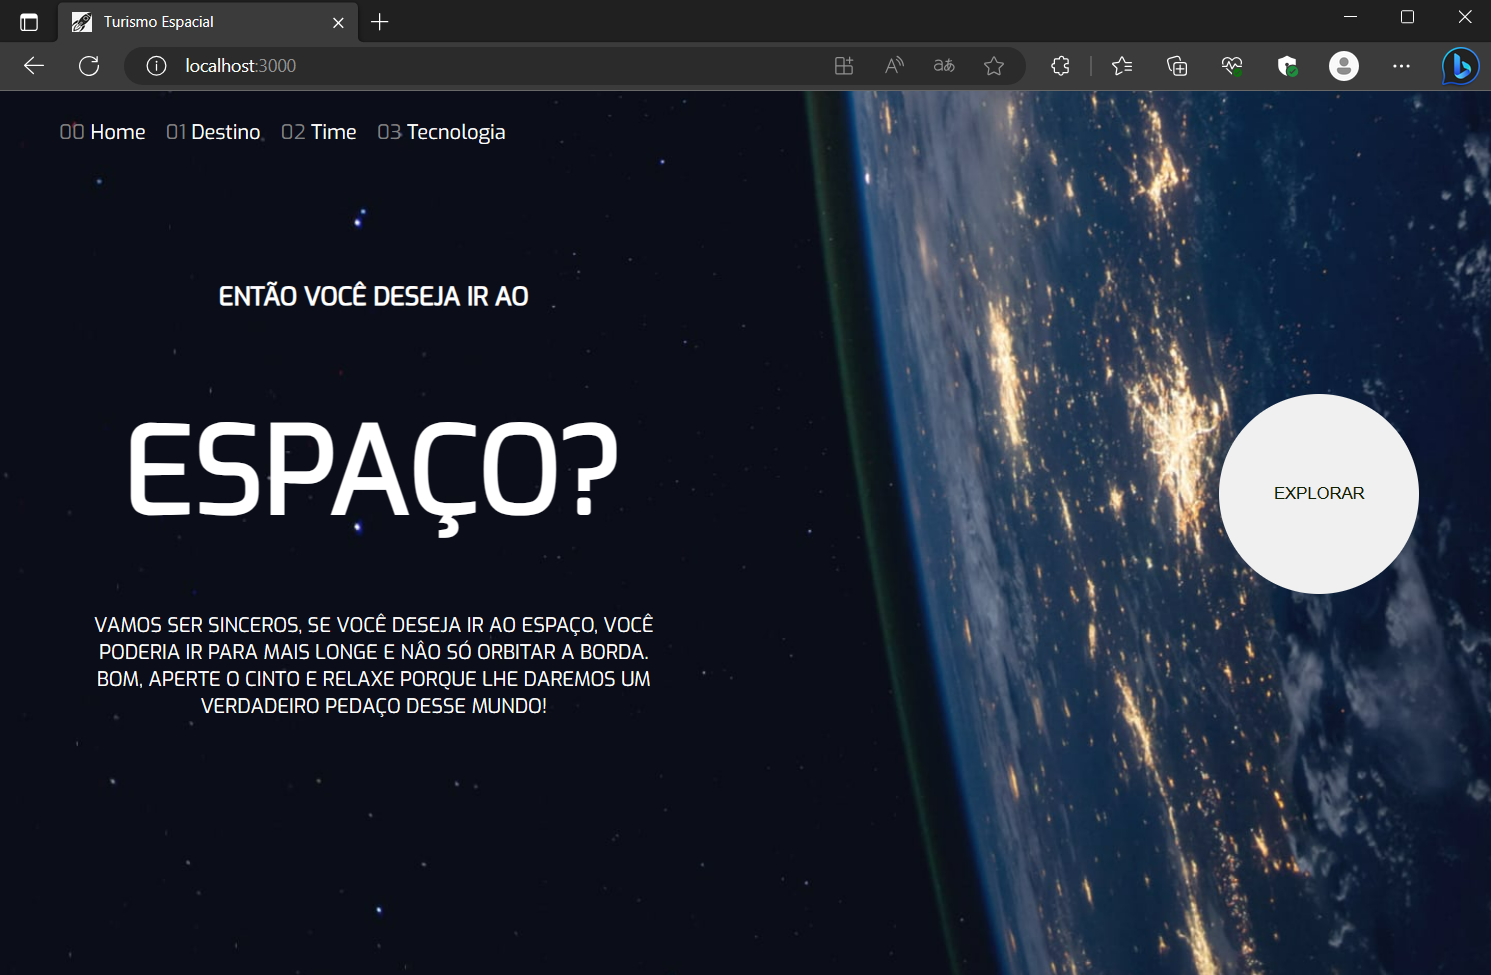 Turismo Espacial
localhost:3000
00 Home 01 Destino 02 Time 03 Tecnologia
ENTÃO VOCÊ DESEJA IR AO
ESPAÇO?
EXPLORAR
VAMOS SER SINCEROS, SE VOCÊ DESEJA IR AO ESPAÇO, VOCÊ
PODERIA IR PARA MAIS LONGE E NÂO SÓ ORBITAR A BORDA.
BOM, APERTE O CINTO E RELAXE PORQUE LHE DAREMOS UM
VERDADEIRO PEDAÇO DESSE MUNDO!